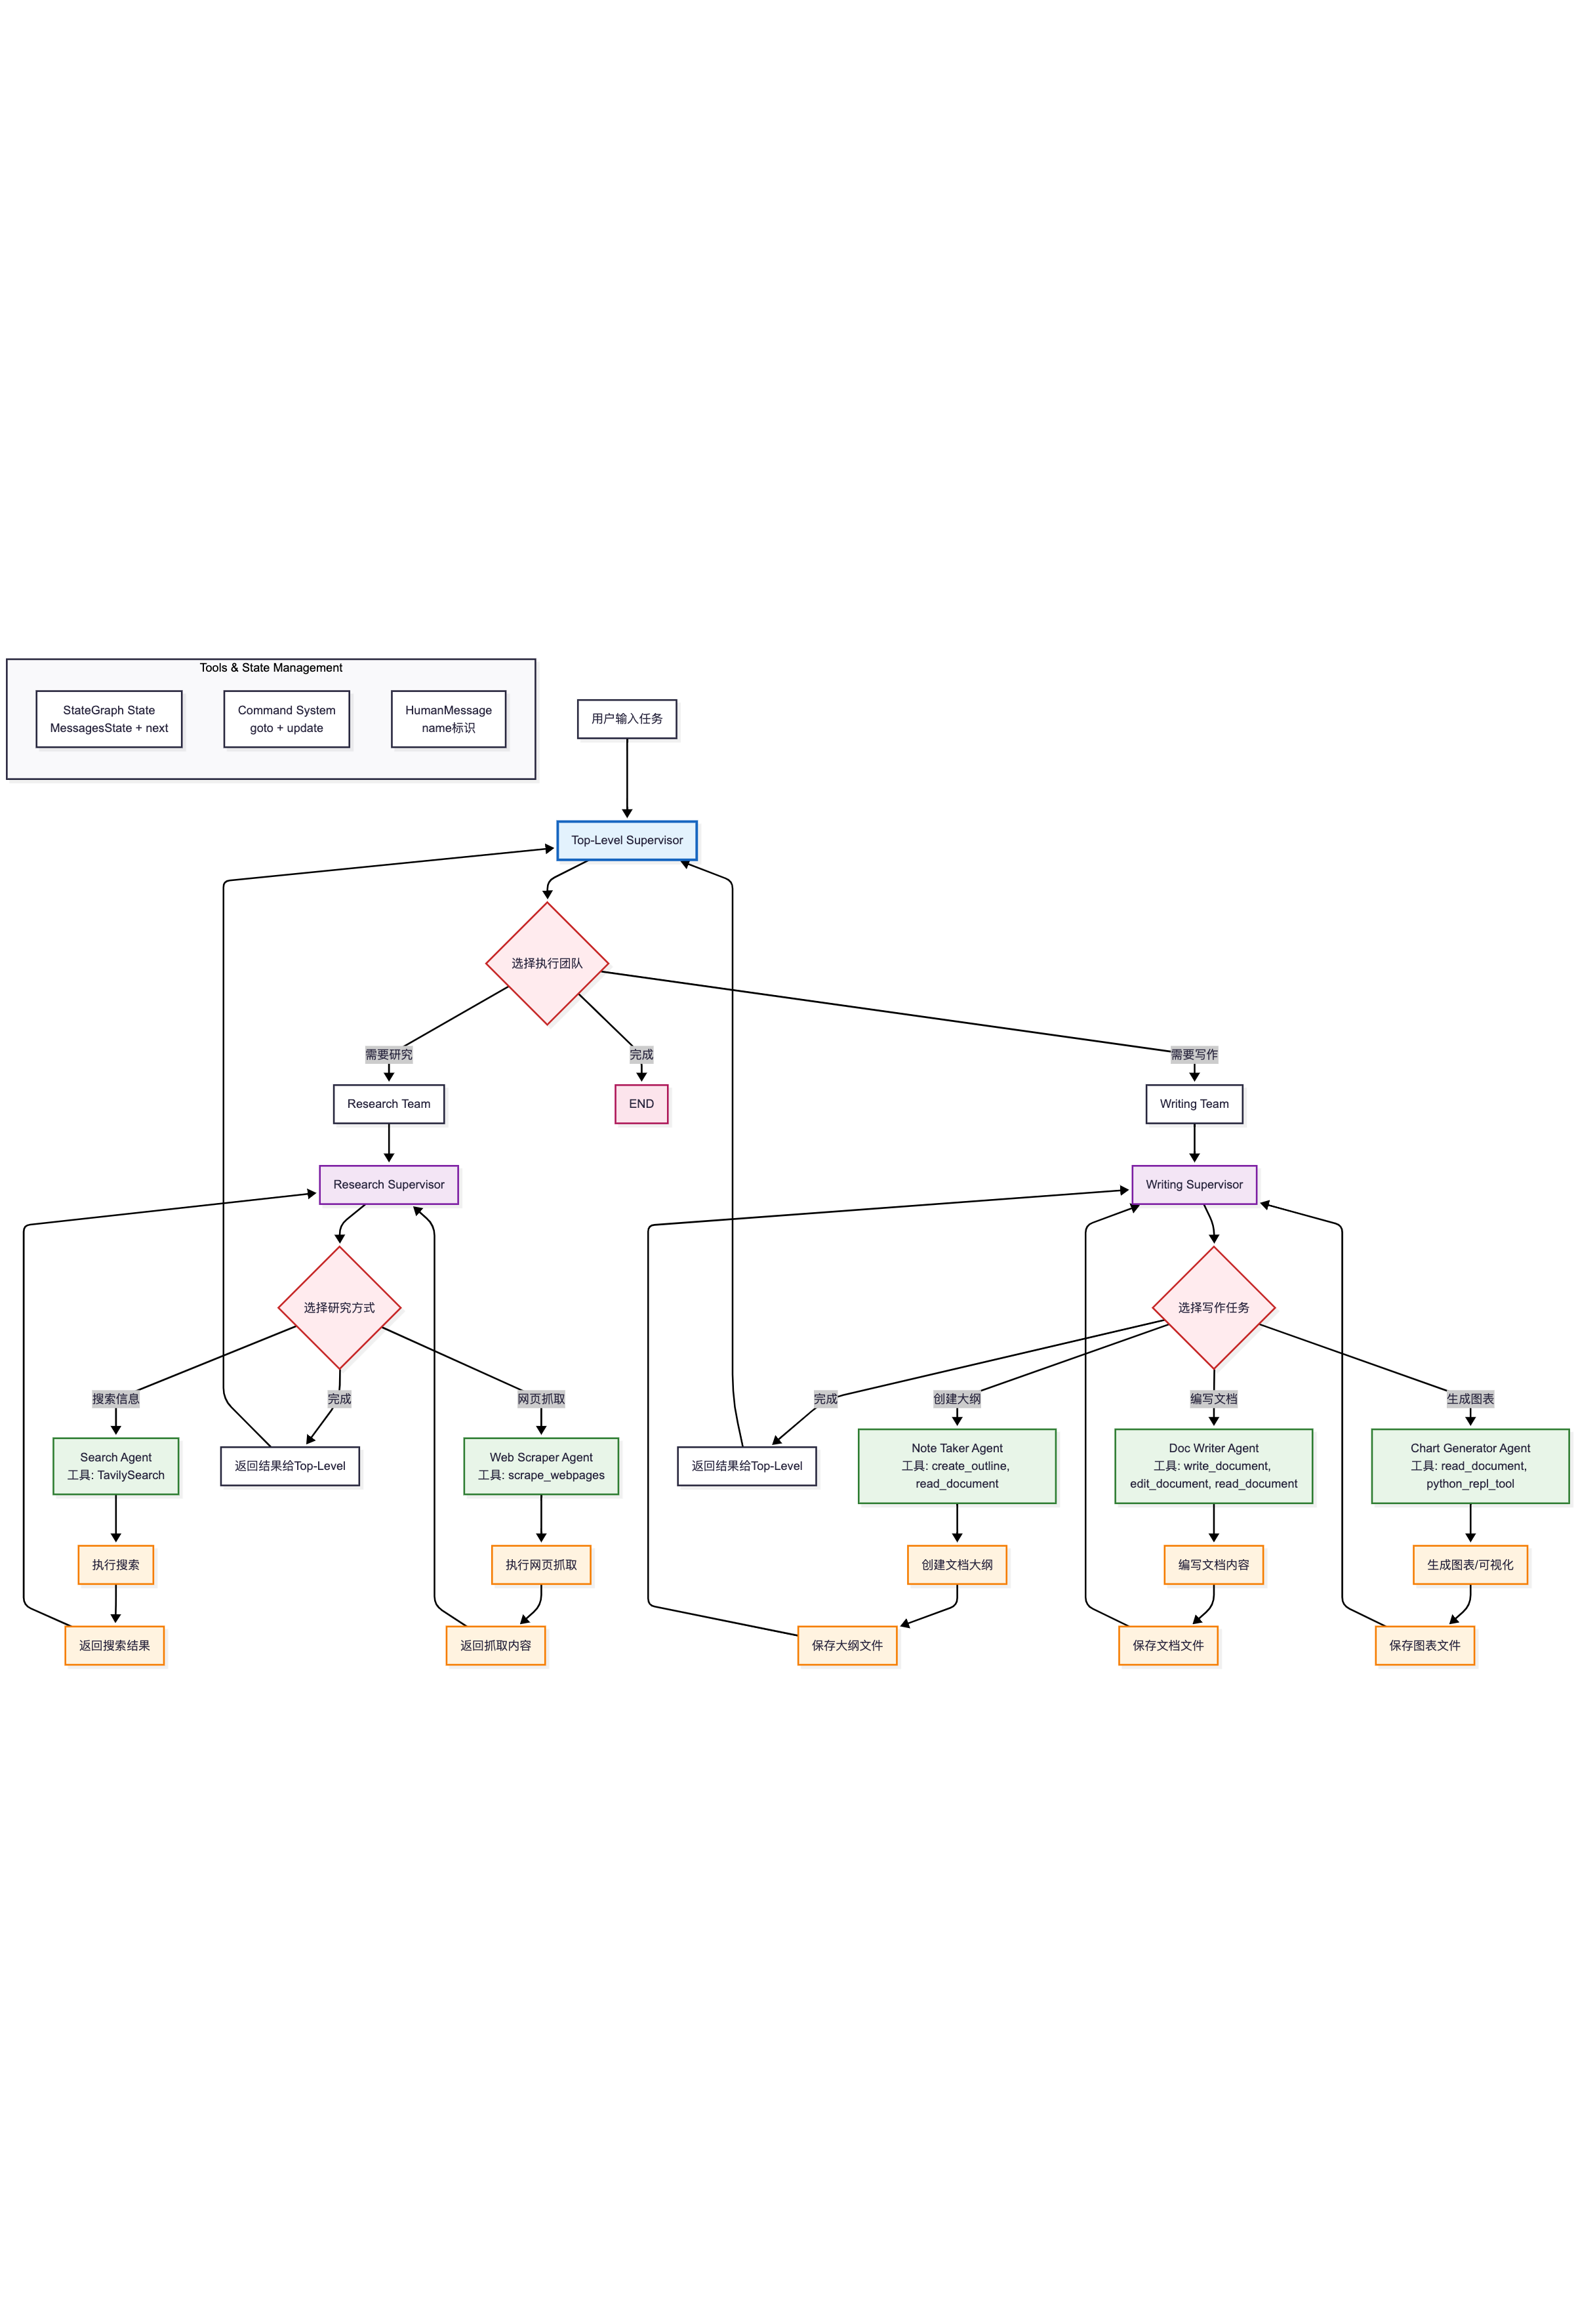 Tools & State Management
StateGraph State
MessagesState + next
Command System
goto + update
HumanMessage
name标识
用户输入任务
Top-Level Supervisor
选择执行团队
需要研究
完成
需要写作
Research Team
END
Writing Team
Research Supervisor
Writing Supervisor
选择研究方式
选择写作任务
搜索信息
完成
网页抓取
完成
创建大纲
编写文档
生成图表
Search Agent
工具: TavilySearch
返回结果给Top-Level
Web Scraper Agent
工具: scrape_webpages
返回结果给Top-Level
Note Taker Agent
工具: create_outline,
read_document
Doc Writer Agent
工具: write_document,
edit_document, read_document
Chart Generator Agent
工具: read_document,
python_repl_tool
执行搜索
执行网页抓取
创建文档大纲
编写文档内容
生成图表/可视化
返回搜索结果
返回抓取内容
保存大纲文件
保存文档文件
保存图表文件